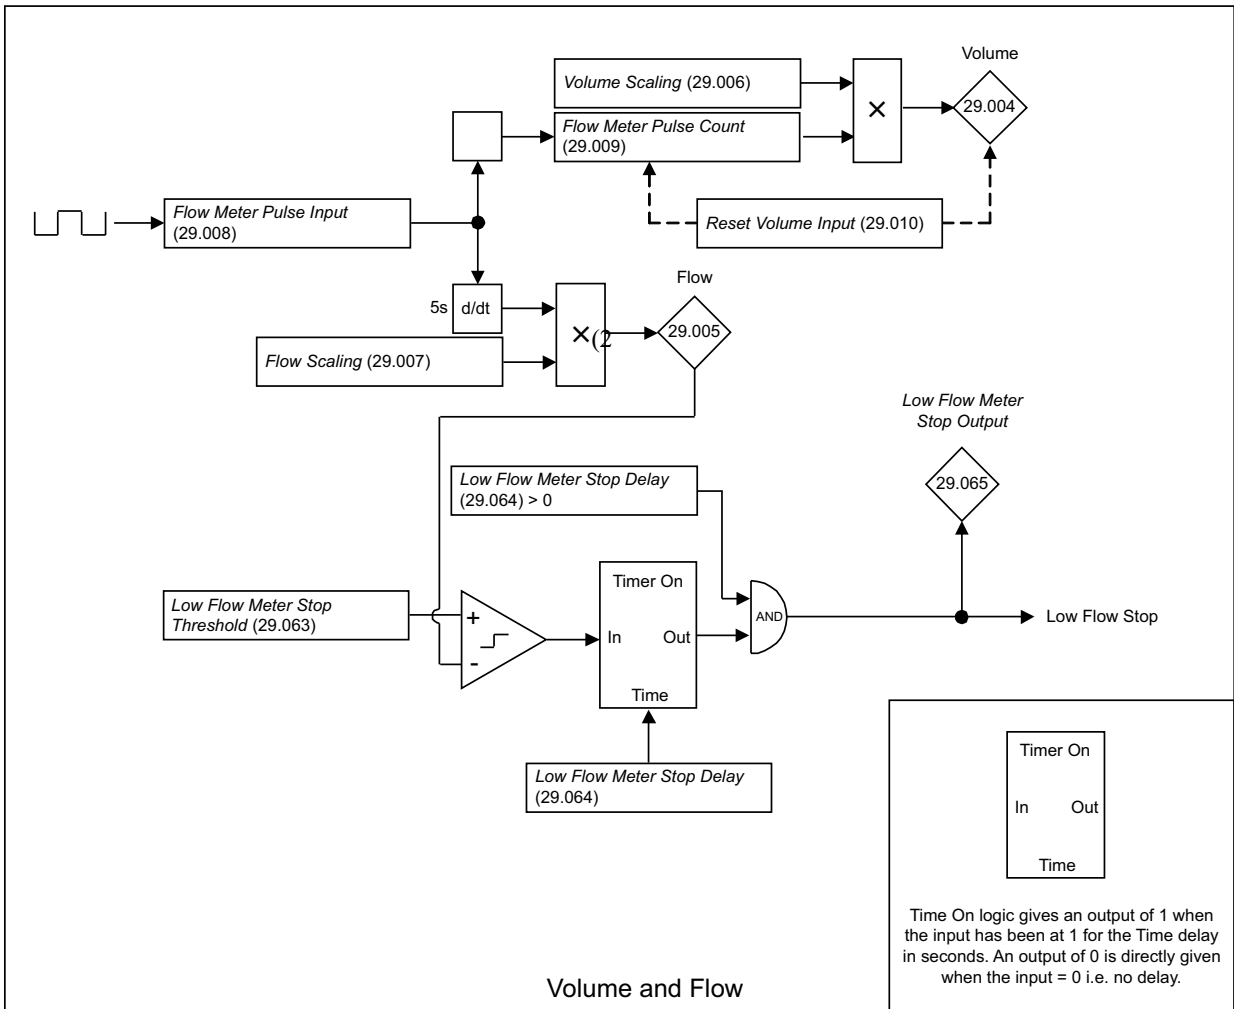 Volume
Volume Scaling (29.006)
×
29.004
Flow Meter Pulse Count
(29.009)
Flow Meter Pulse Input
(29.008)
Reset Volume Input (29.010)
Flow
5s
d/dt
×(2
29.005
Flow Scaling (29.007)
Low Flow Meter
Stop Output
29.065
Low Flow Meter Stop Delay
(29.064) > 0
Low Flow Meter Stop
Threshold (29.063)
+
-
Timer On
In
Out
Time
AND
Low Flow Stop
Low Flow Meter Stop Delay
(29.064)
Timer On
In
Out
Time
Time On logic gives an output of 1 when
the input has been at 1 for the Time delay
in seconds. An output of 0 is directly given
when the input = 0 i.e. no delay.
Volume and Flow